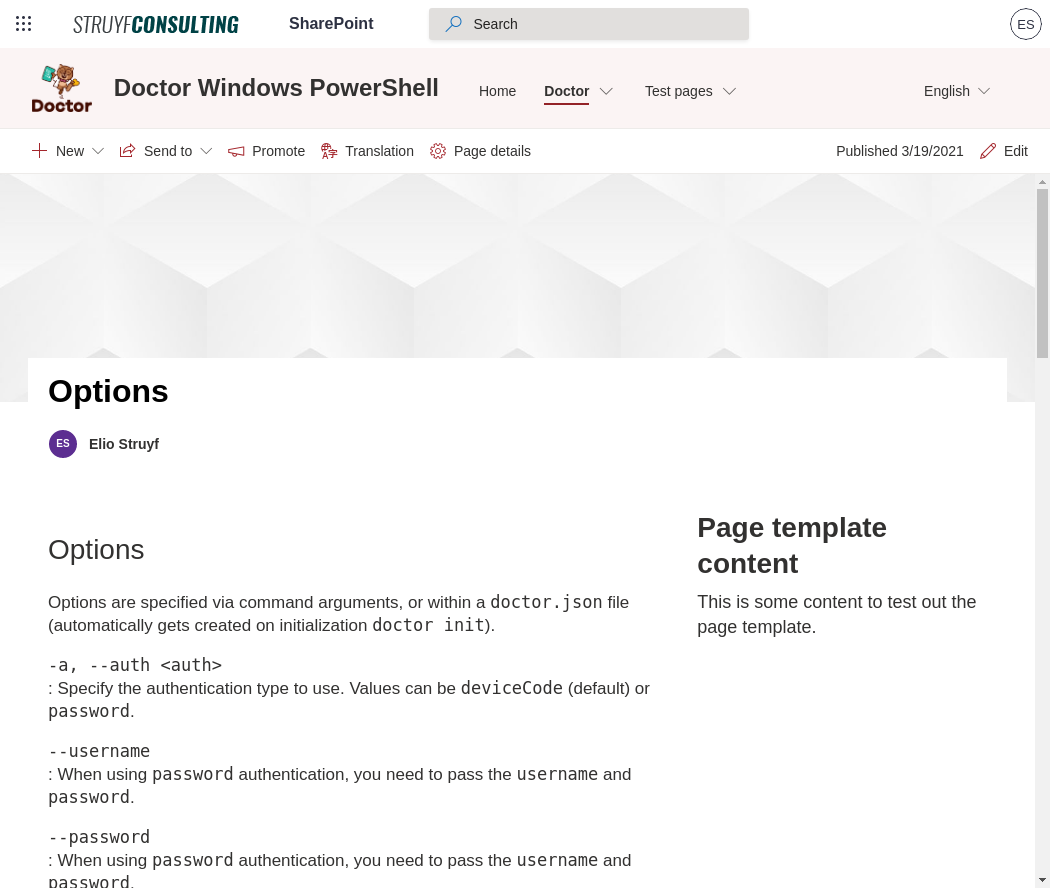 STRUYFCONSULTING SharePoint Search ES
Doctor Doctor Windows PowerShell Home Doctor Test pages English
New Send to Promote Translation Page details Published 3/19/2021 Edit
Options
ES Elio Struyf
Options
Options are specified via command arguments, or within a doctor.json file
(automatically gets created on initialization doctor init).
-a, --auth <auth>
: Specify the authentication type to use. Values can be deviceCode (default) or
password.
--username
: When using password authentication, you need to pass the username and
password.
--password
: When using password authentication, you need to pass the username and
password.
Page template
content
This is some content to test out the
page template.